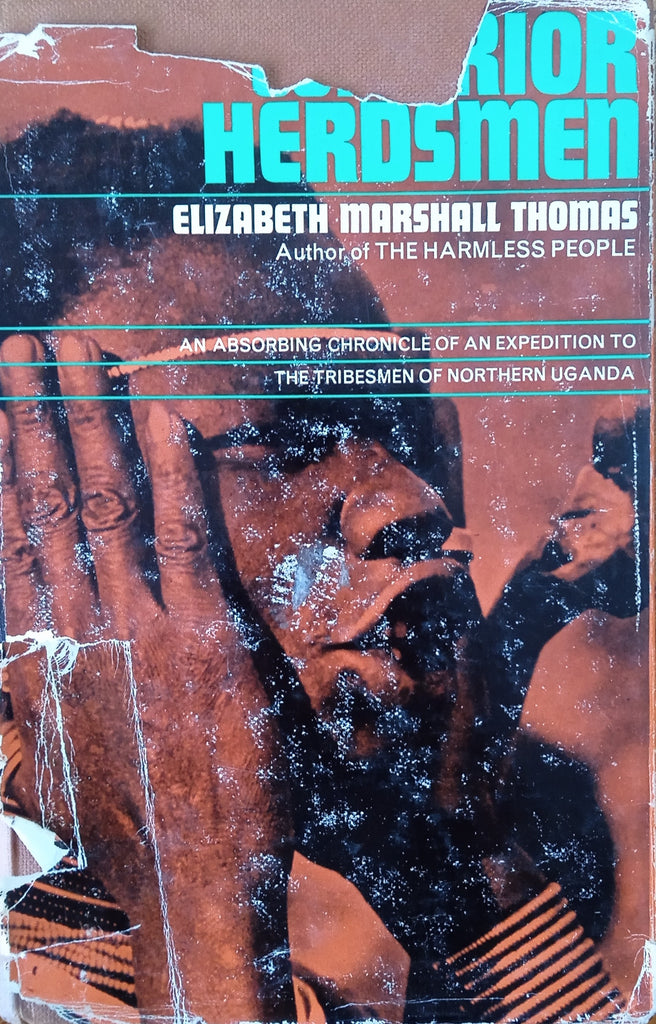 RIOR
HERDSMEN
ELIZABETH MARSHALL THOMAS
Author of THE HARMLESS PEOPLE
AN ABSORBING CHRONICLE OF AN EXPEDITION TO
THE TRIBESMEN OF NORTHERN UGANDA